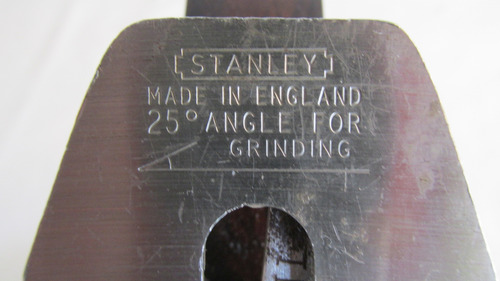 STANLEY
MADE IN ENGLAND
25° ANGLE FOR
GRINDING